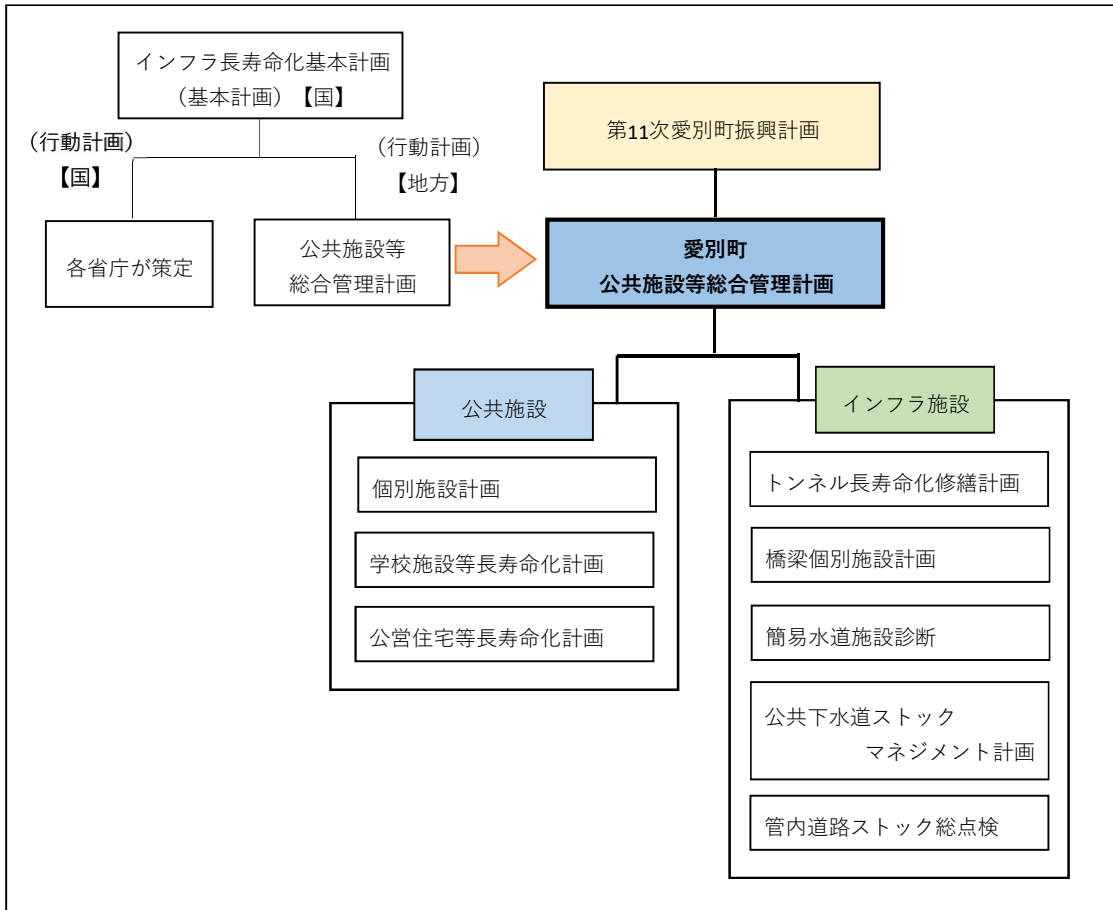 インフラ長寿命化基本計画
（基本計画）【国】
（行動計画）
【国】
（行動計画）
【地方】
各省庁が策定
公共施設等
総合管理計画
第11次愛別町振興計画
愛別町
公共施設等総合管理計画
公共施設
個別施設計画
学校施設等長寿命化計画
公営住宅等長寿命化計画
インフラ施設
トンネル長寿命化修繕計画
橋梁個別施設計画
簡易水道施設診断
公共下水道ストック
マネジメント計画
管内道路ストック総点検